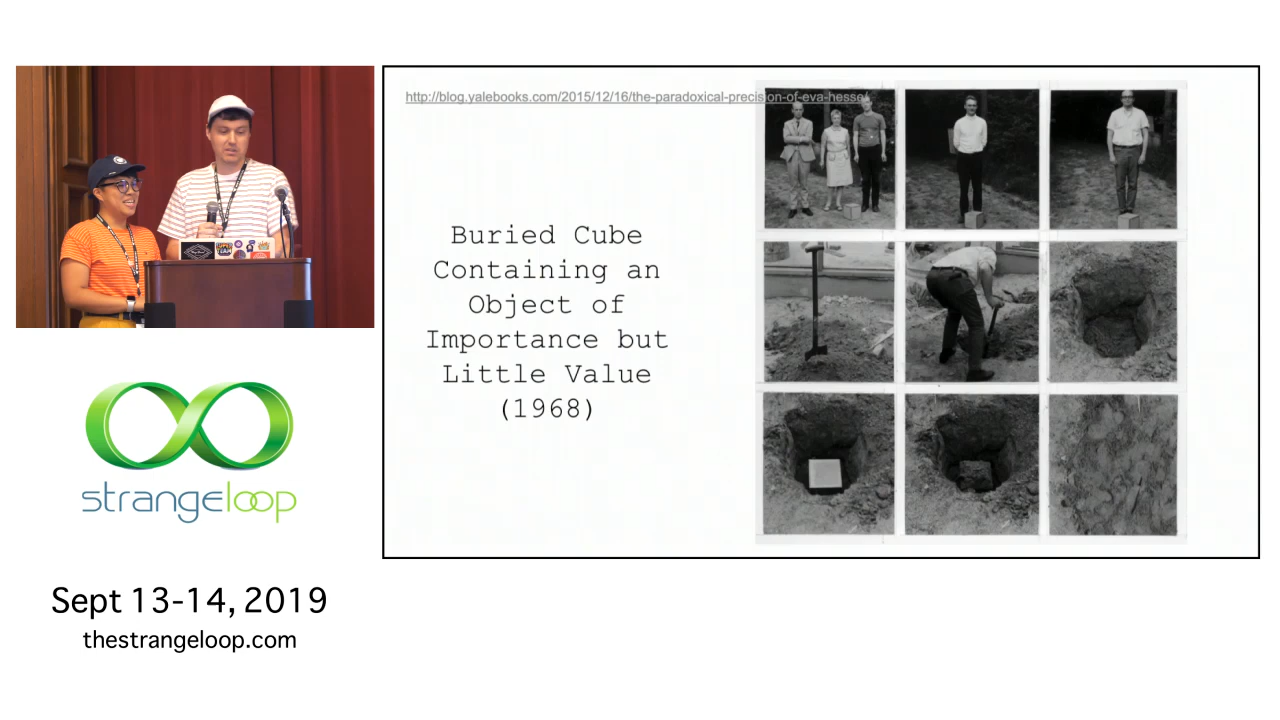 http://blog.yalebooks.com/2015/12/16/the-paradoxical-precision-of-eva-hesse/
Buried Cube
Containing an
Object of
Importance but
Little Value
(1968)
strangeloop
Sept 13-14, 2019
thestrangeloop.com